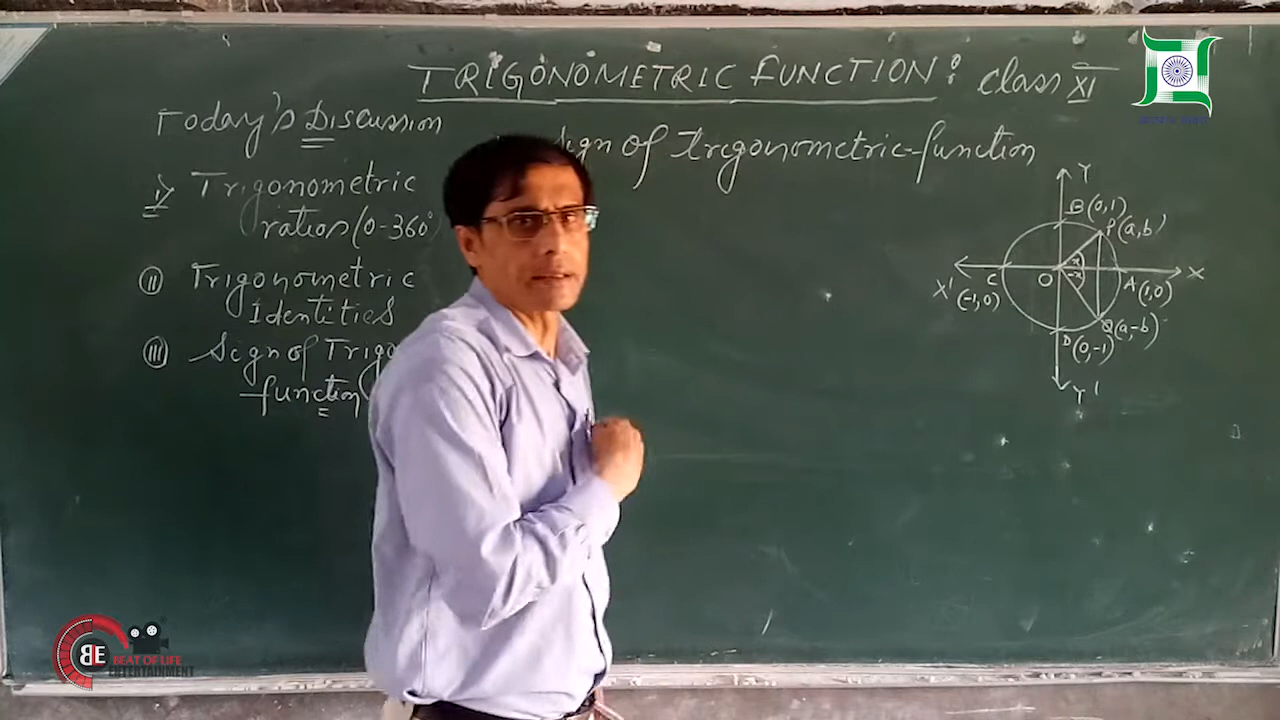 TRIGONOMETRIC FUNCTION: class XI
Today's Discussion
sign of trigonometric-function
i) Trigonometric
ratios (0-360°)
(ii) Trigonometric
Identities
(iii) Sign of Trigo
function
Y
B(0,1)
P(a,b)
x
X' C O A X
-x
(-1,0) (1,0)
Q(a,-b)
D(0,-1)
Y'
BLE BEAT OF LIFE
ENTERTAINMENT